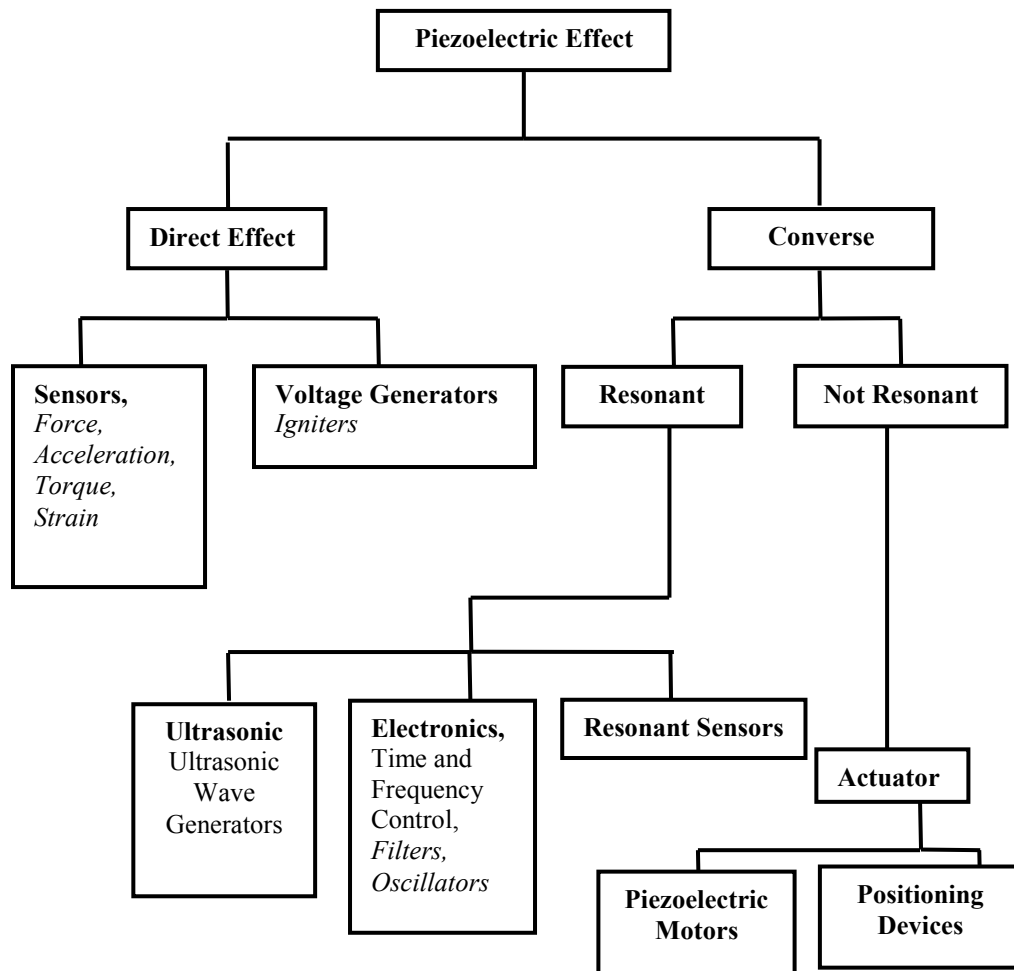 Piezoelectric Effect
Direct Effect
Converse
Sensors,
Force,
Acceleration,
Torque,
Strain
Voltage Generators
Igniters
Resonant
Not Resonant
Ultrasonic
Ultrasonic
Wave
Generators
Electronics,
Time and
Frequency
Control,
Filters,
Oscillators
Resonant Sensors
Actuator
Piezoelectric
Motors
Positioning
Devices